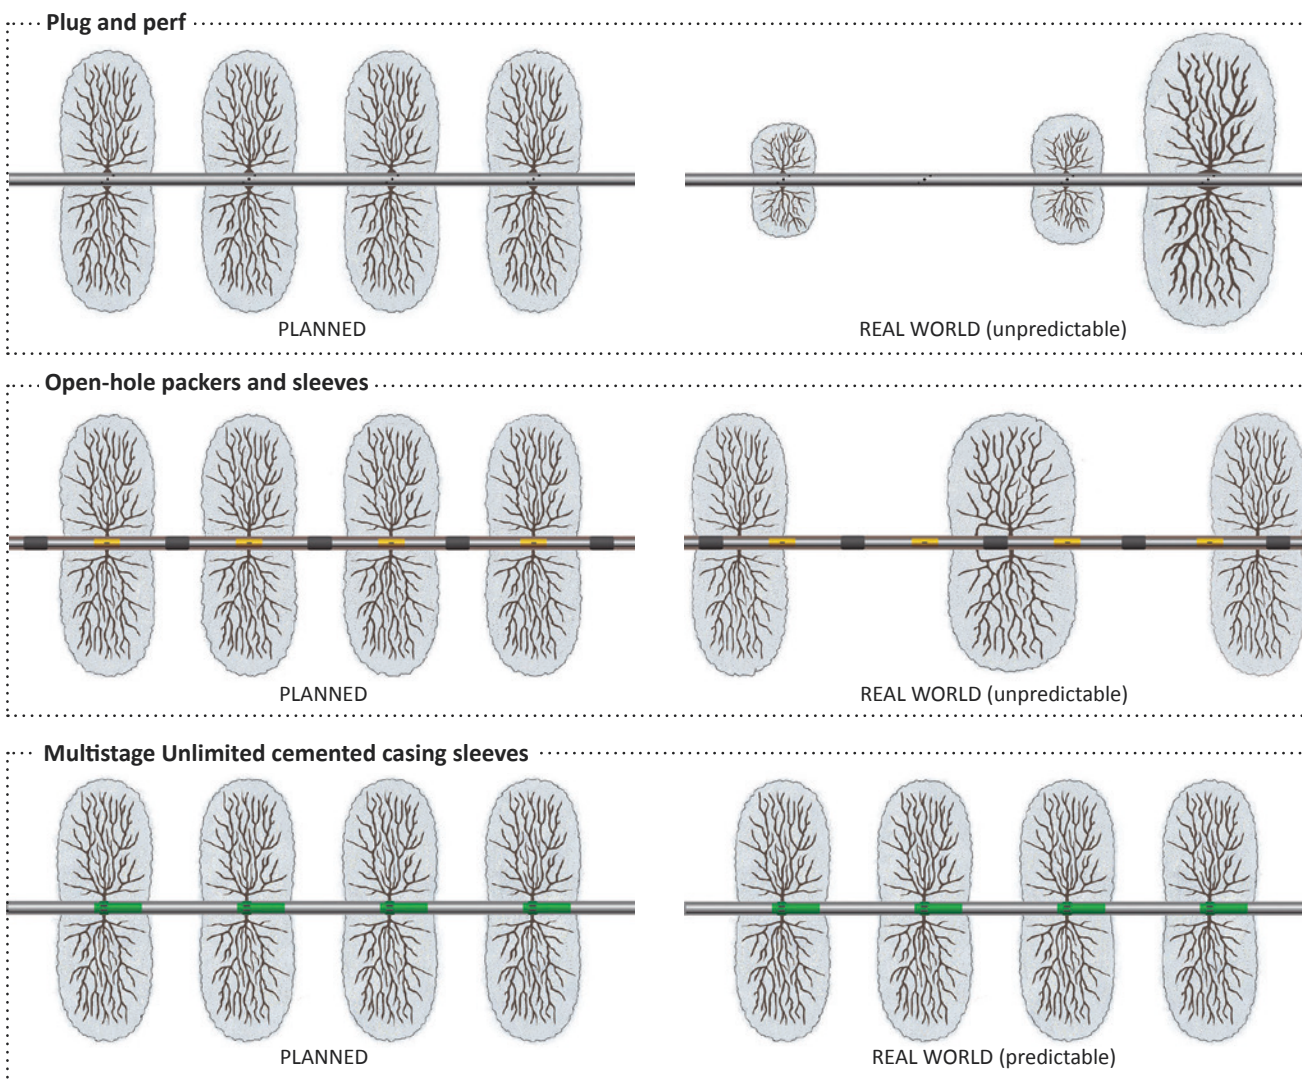 Plug and perf
PLANNED
REAL WORLD (unpredictable)
Open-hole packers and sleeves
PLANNED
REAL WORLD (unpredictable)
Multistage Unlimited cemented casing sleeves
PLANNED
REAL WORLD (predictable)